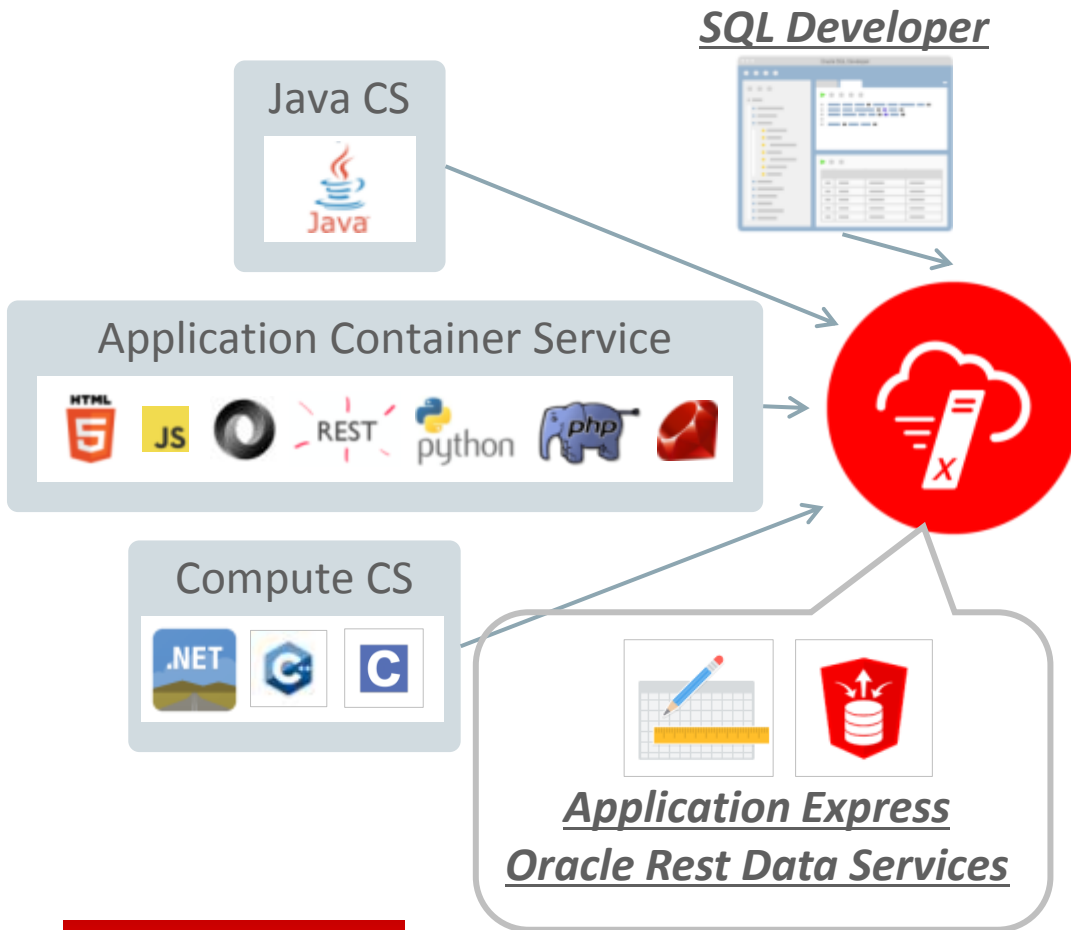 SQL Developer
Java CS
Java
Application Container Service
HTML
5
JS
REST
python
php
X
Compute CS
.NET
C++
C
Application Express
Oracle Rest Data Services